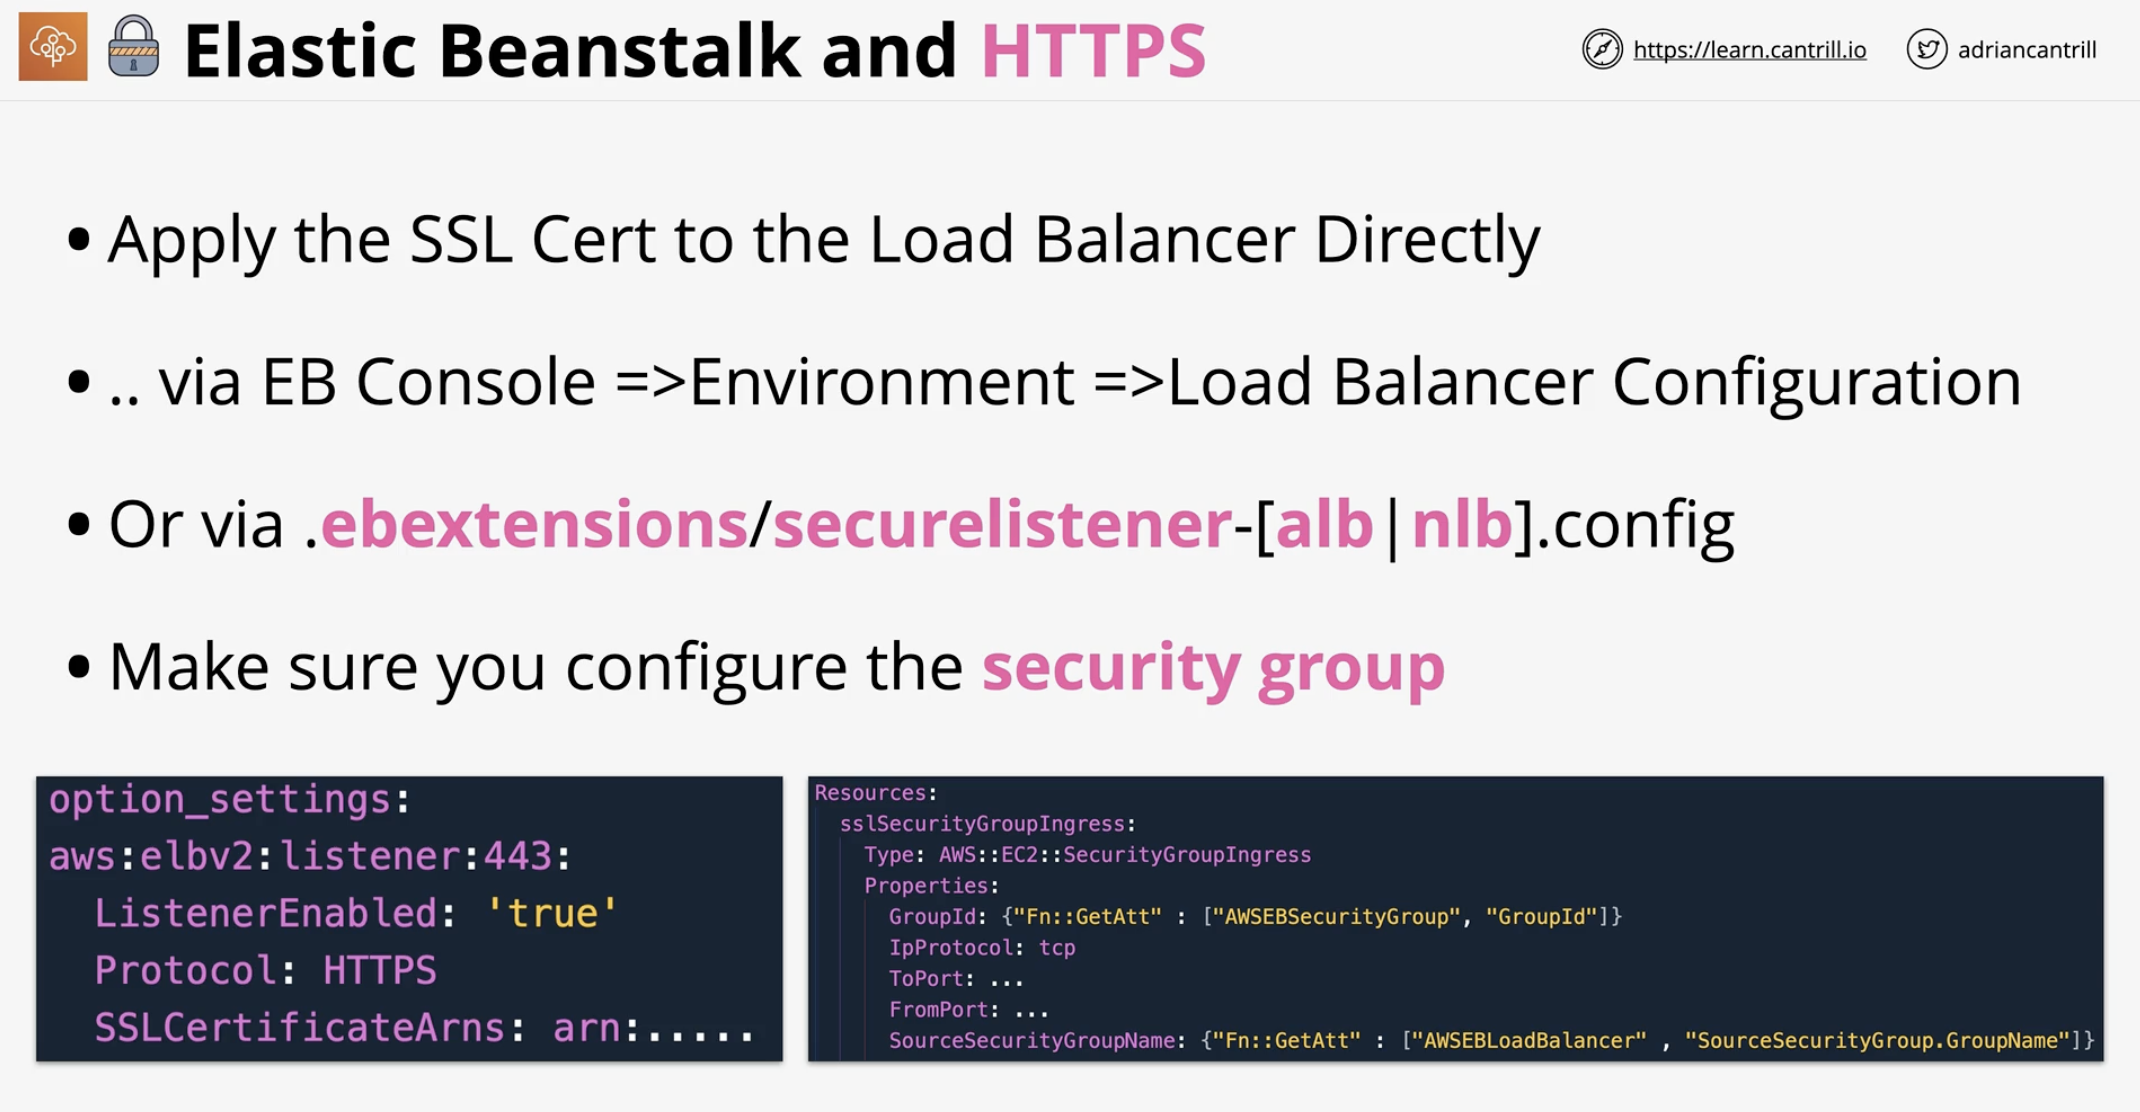 Elastic Beanstalk and HTTPS
https://learn.cantrill.io
adriancantrill
• Apply the SSL Cert to the Load Balancer Directly
• .. via EB Console =>Environment =>Load Balancer Configuration
• Or via .ebextensions/securelistener-[alb|nlb].config
• Make sure you configure the security group
option_settings:
aws:elbv2:listener:443:
  ListenerEnabled: 'true'
  Protocol: HTTPS
  SSLCertificateArns: arn:.....
Resources:
  sslSecurityGroupIngress:
    Type: AWS::EC2::SecurityGroupIngress
    Properties:
      GroupId: {"Fn::GetAtt" : ["AWSEBSecurityGroup", "GroupId"]}
      IpProtocol: tcp
      ToPort: ...
      FromPort: ...
      SourceSecurityGroupName: {"Fn::GetAtt" : ["AWSEBLoadBalancer" , "SourceSecurityGroup.GroupName"]}